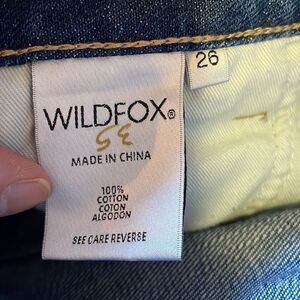 WILDFOX®
26
MADE IN CHINA
100%
COTTON
COTON
ALGODON
SEE CARE REVERSE